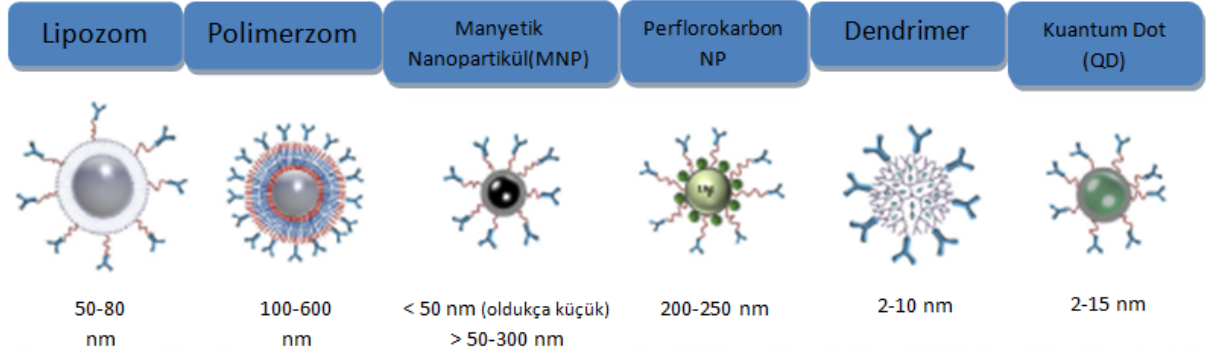 Lipozom
Polimerzom
Manyetik
Nanopartikül(MNP)
Perflorokarbon
NP
Dendrimer
Kuantum Dot
(QD)
50-80
nm
100-600
nm
< 50 nm (oldukça küçük)
> 50-300 nm
200-250 nm
2-10 nm
2-15 nm